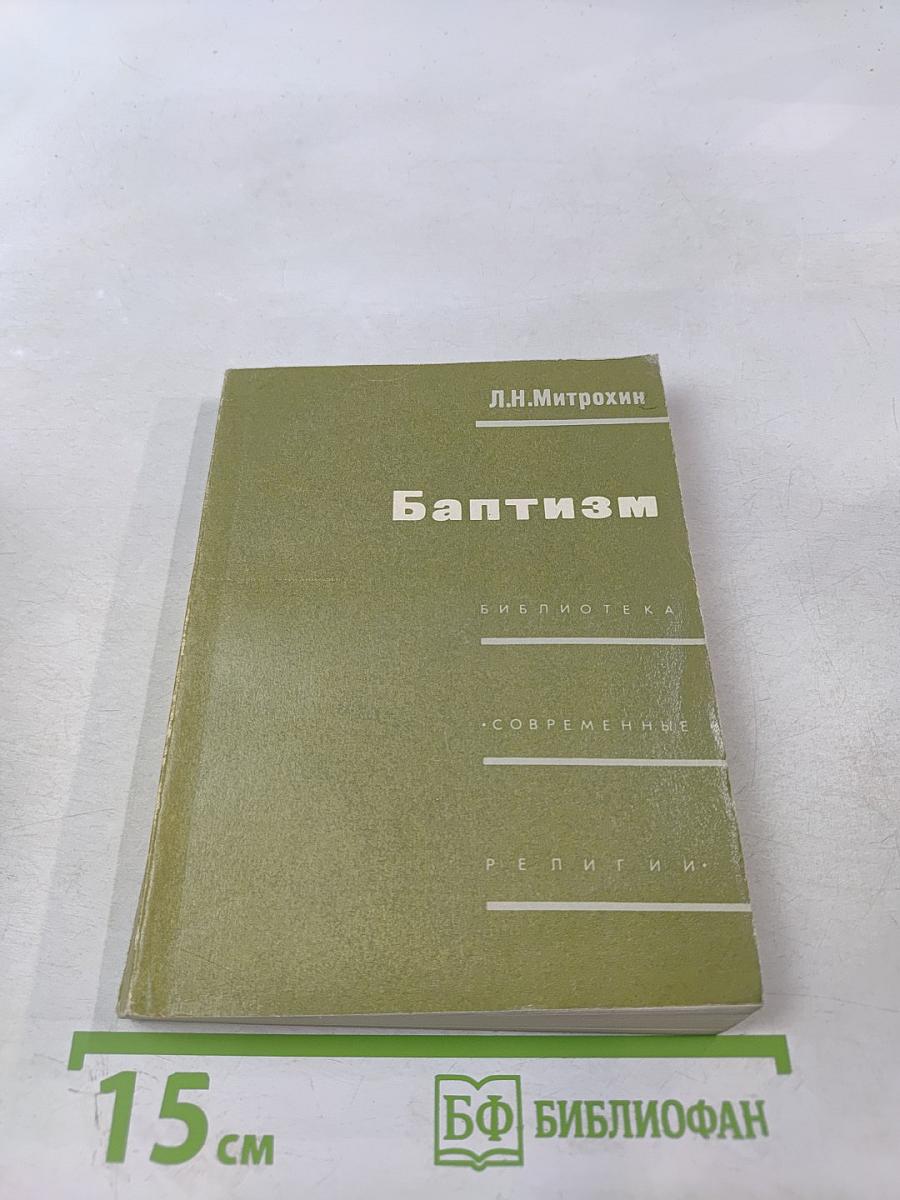 Л.Н.Митрохин
Баптизм
БИБЛИОТЕКА
•СОВРЕМЕННЫЕ
РЕЛИГИИ•
15 см
БФ БИБЛИОФАН